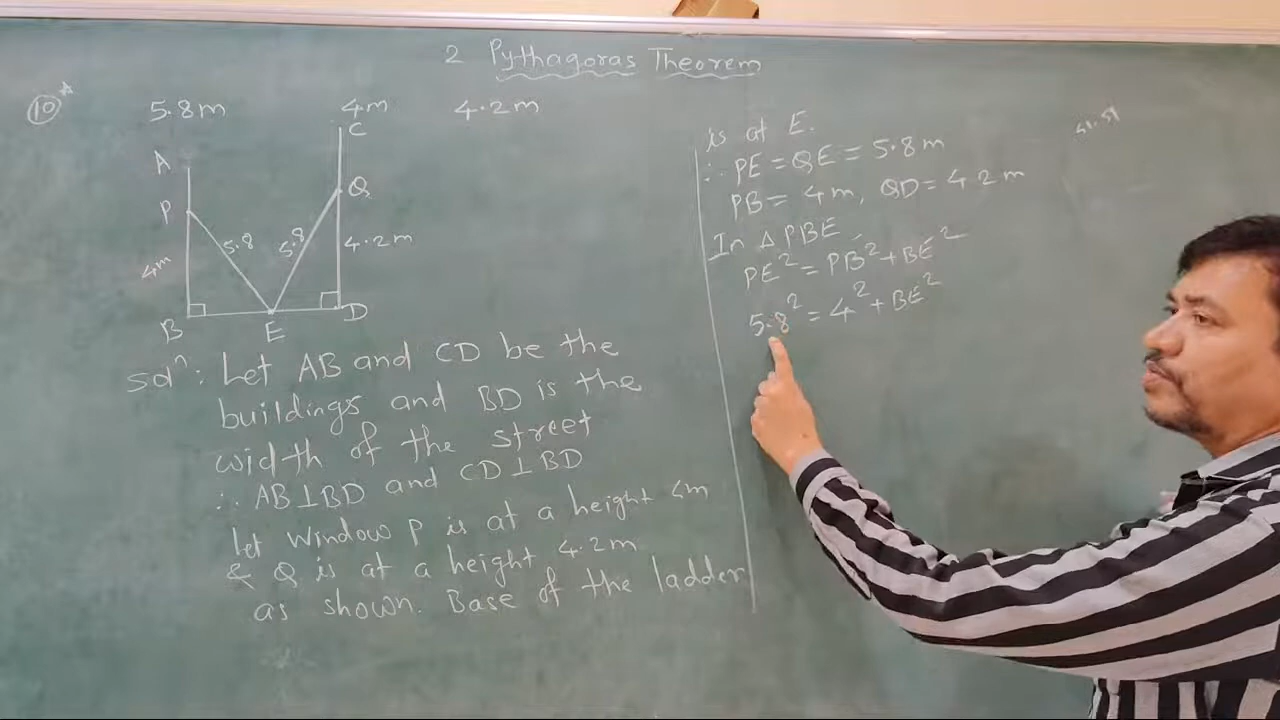 2 Pythagoras Theorem
10*
5.8m 4m 4.2m
A
C
P
Q
5.8
5.8
4.2m
4m
B
E
D
Solⁿ: Let AB and CD be the
buildings and BD is the
width of the street
∴ AB⊥BD and CD⊥BD
Let Window P is at a height 4m
& Q is at a height 4.2m
as shown. Base of the ladder
is at E.
∴ PE = QE = 5.8m
PB = 4m, QD = 4.2m
In △PBE
PE² = PB² + BE²
5.8² = 4² + BE²